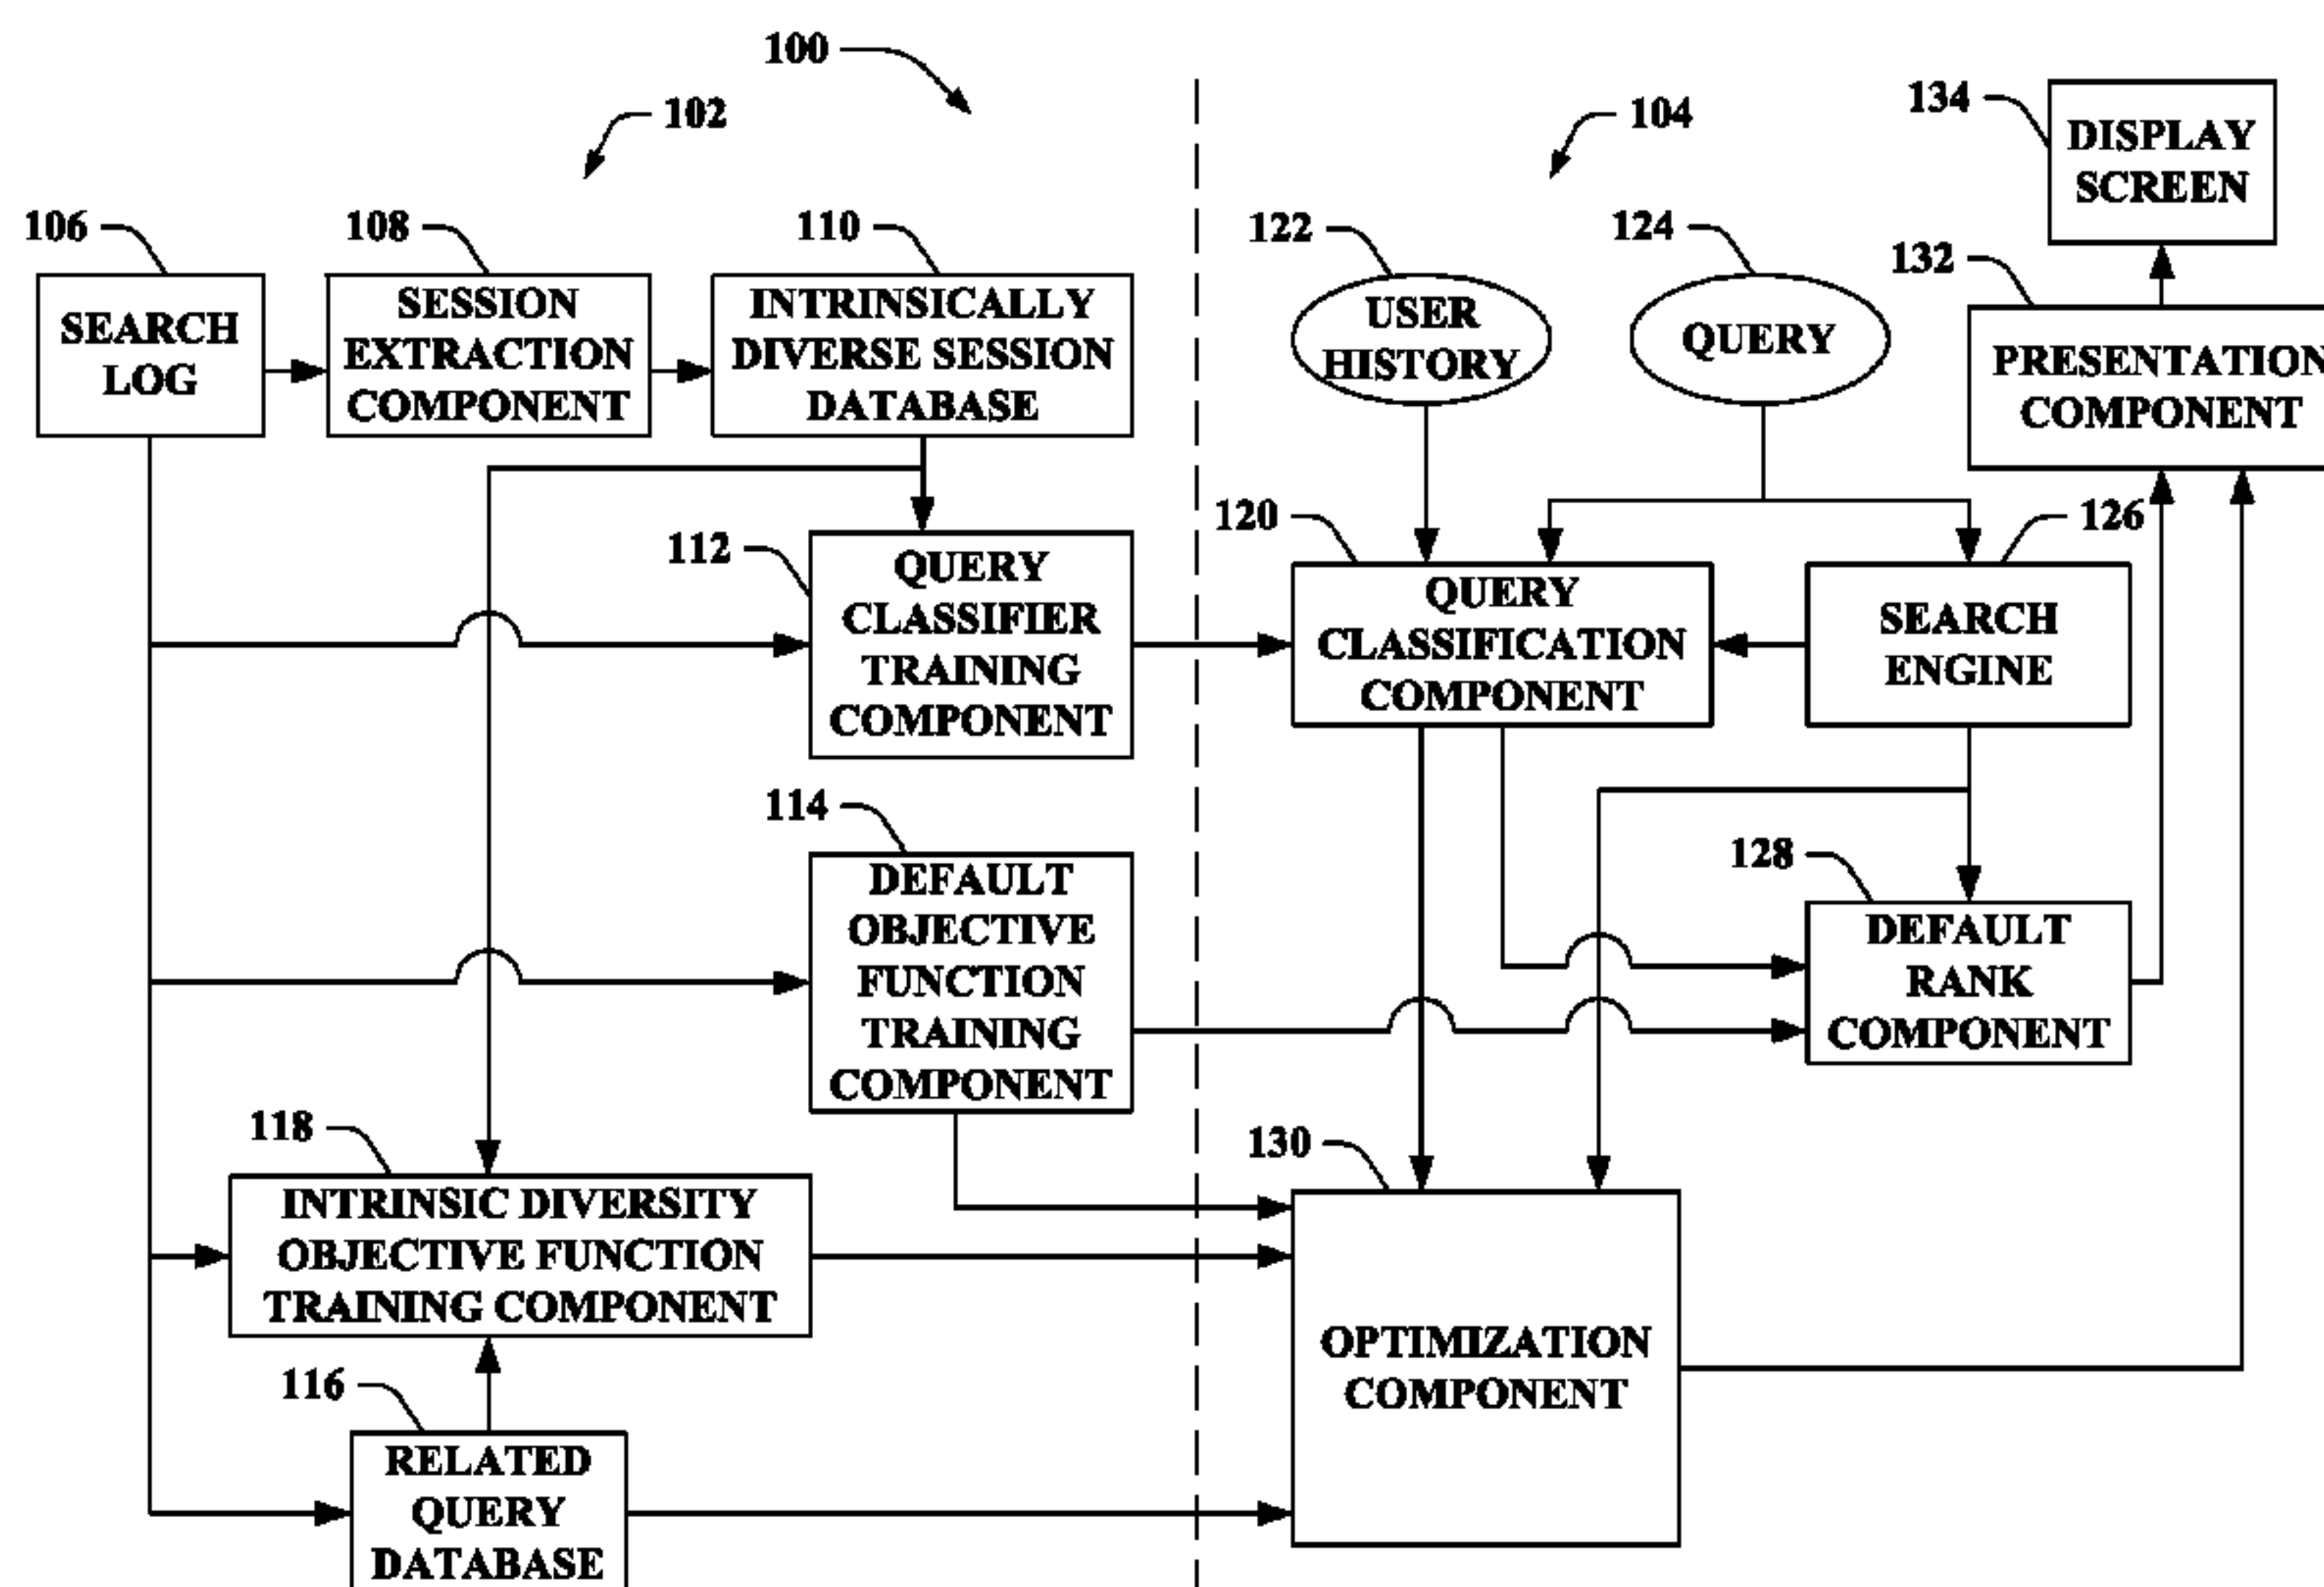 100
102
104
134
DISPLAY
SCREEN
106
108
110
122
124
132
SEARCH
LOG
SESSION
EXTRACTION
COMPONENT
INTRINSICALLY
DIVERSE SESSION
DATABASE
USER
HISTORY
QUERY
PRESENTATION
COMPONENT
112
QUERY
CLASSIFIER
TRAINING
COMPONENT
120
QUERY
CLASSIFICATION
COMPONENT
126
SEARCH
ENGINE
114
DEFAULT
OBJECTIVE
FUNCTION
TRAINING
COMPONENT
128
DEFAULT
RANK
COMPONENT
118
INTRINSIC DIVERSITY
OBJECTIVE FUNCTION
TRAINING COMPONENT
130
OPTIMIZATION
COMPONENT
116
RELATED
QUERY
DATABASE